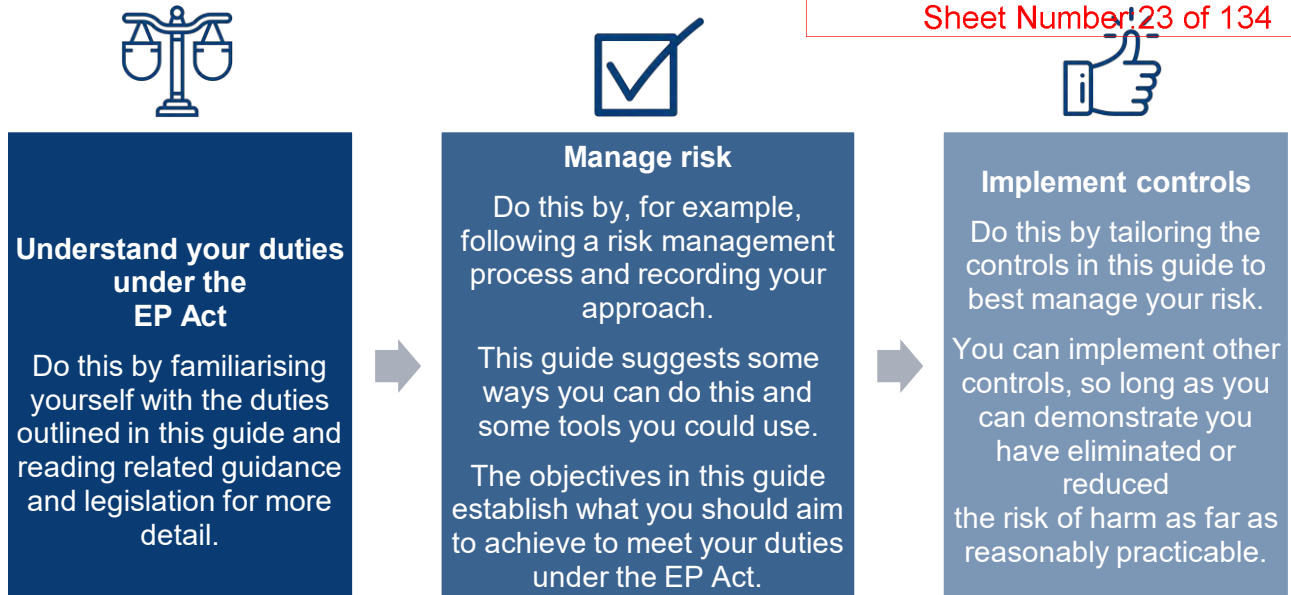 Sheet Number:23 of 134
Understand your duties
under the
EP Act
Do this by familiarising
yourself with the duties
outlined in this guide and
reading related guidance
and legislation for more
detail.
Manage risk
Do this by, for example,
following a risk management
process and recording your
approach.
This guide suggests some
ways you can do this and
some tools you could use.
The objectives in this guide
establish what you should aim
to achieve to meet your duties
under the EP Act.
Implement controls
Do this by tailoring the
controls in this guide to
best manage your risk.
You can implement other
controls, so long as you
can demonstrate you
have eliminated or
reduced
the risk of harm as far as
reasonably practicable.